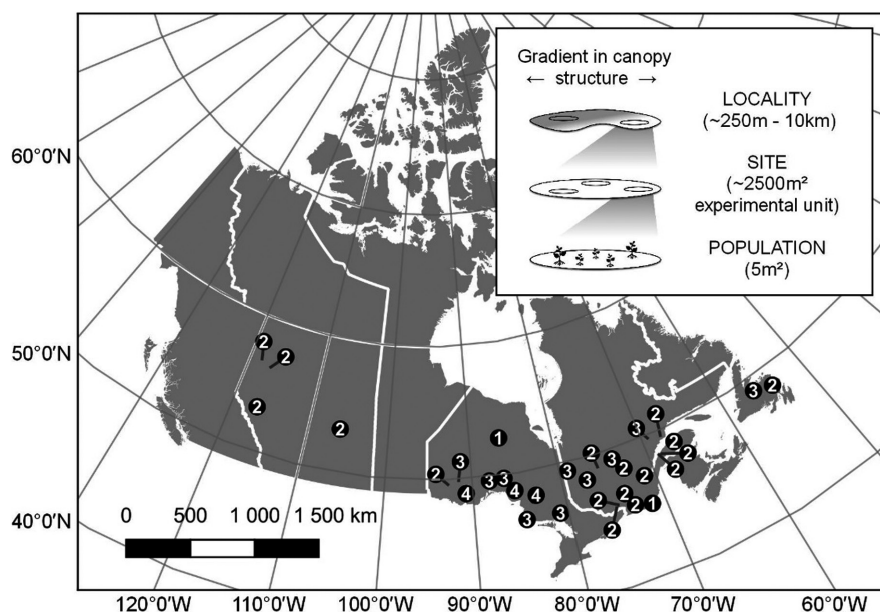 Gradient in canopy
← structure →
LOCALITY
(~250m - 10km)
SITE
(~2500m²
experimental unit)
POPULATION
(5m²)
60°0'N
50°0'N
40°0'N
2
2
2
2
1
2
3
4
3
3
4
4
3
3
3
3
2
3
2
2
2
2
2
2
1
3
2
2
2
2
3
2
0 500 1 000 1 500 km
120°0'W 110°0'W 100°0'W 90°0'W 80°0'W 70°0'W 60°0'W